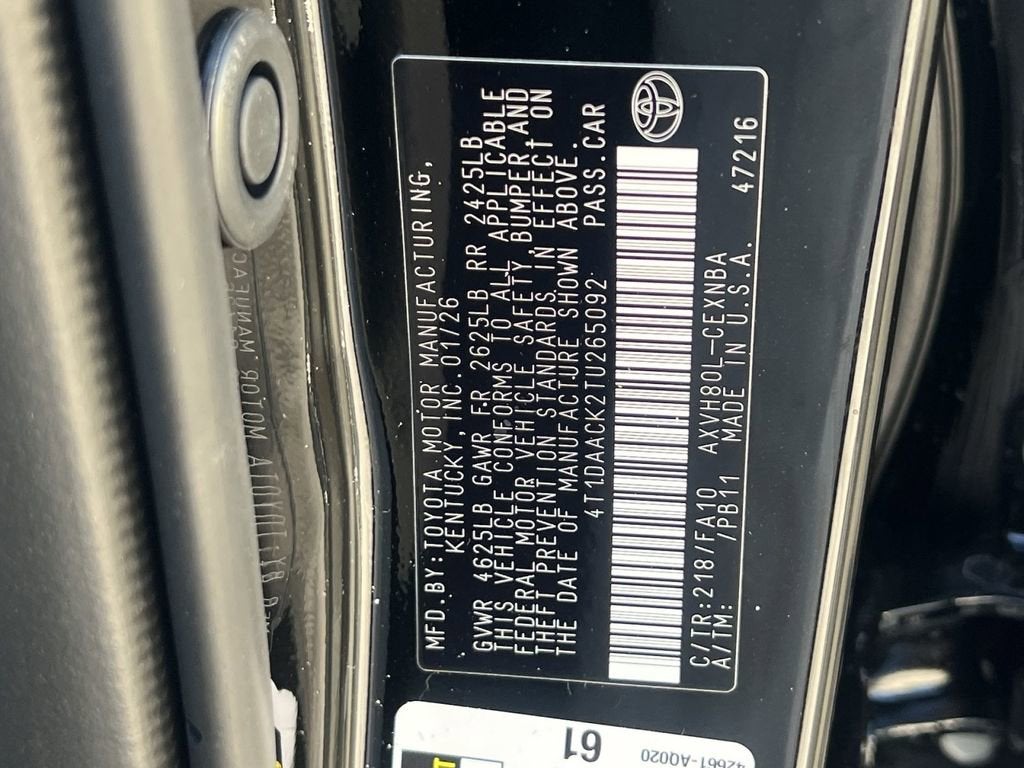 MFD. BY:TOYOTA MOTOR MANUFACTURING,
KENTUCKY, INC. 01/26
GVWR 4625LB GAWR FR 2625LB RR 2425LB
THIS VEHICLE CONFORMS TO ALL APPLICABLE
FEDERAL MOTOR VEHICLE SAFETY, BUMPER AND
THEFT PREVENTION STANDARDS IN EFFECT ON
THE DATE OF MANUFACTURE SHOWN ABOVE.
4T1DAACK2TU265092 PASS.CAR
C/TR:218/FA10 AXVH80L-CEXNBA 47216
A/TM: /PB11 MADE IN U.S.A.
61
42661-AQ020